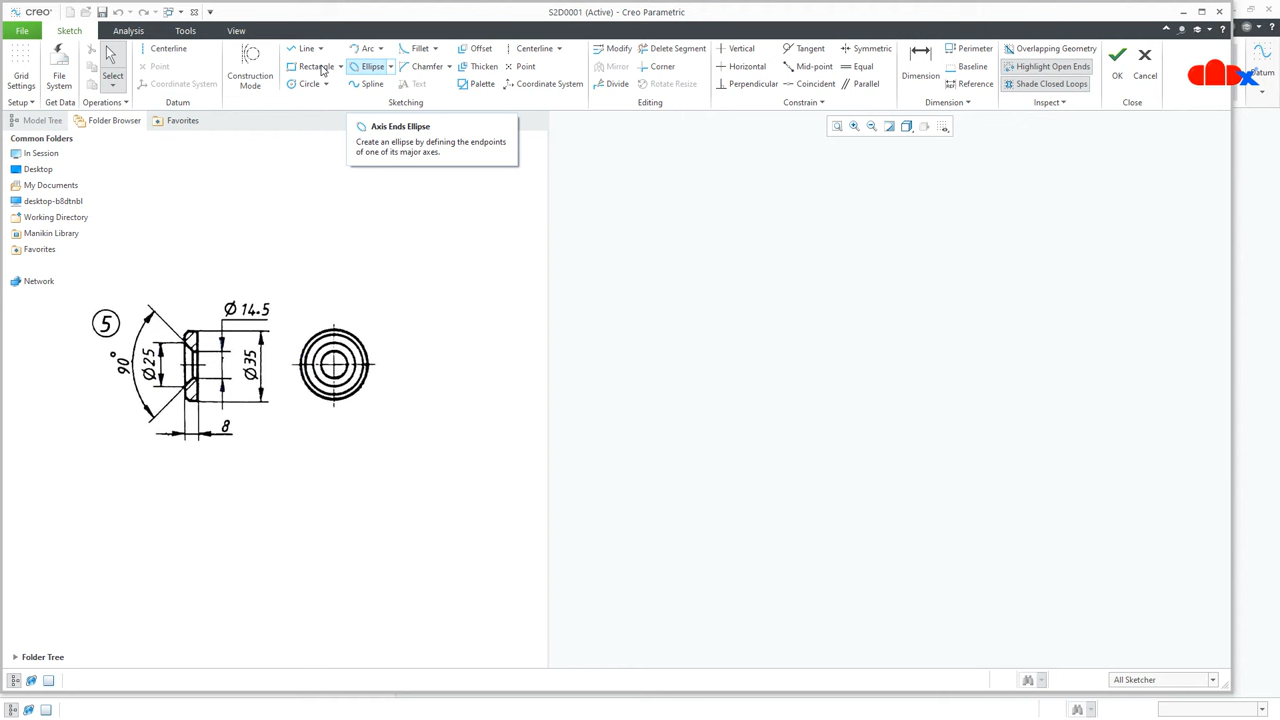 creo
S2D0001 (Active) - Creo Parametric
File
Sketch
Analysis
Tools
View
Grid Settings
File System
Select
Centerline
Point
Coordinate System
Construction Mode
Line
Rectangle
Circle
Arc
Ellipse
Spline
Fillet
Chamfer
Text
Offset
Thicken
Palette
Centerline
Point
Coordinate System
Modify
Mirror
Divide
Delete Segment
Corner
Rotate Resize
Vertical
Horizontal
Perpendicular
Tangent
Mid-point
Coincident
Symmetric
Equal
Parallel
Dimension
Perimeter
Baseline
Reference
Overlapping Geometry
Highlight Open Ends
Shade Closed Loops
OK
Cancel
Datum
Setup
Get Data
Operations
Datum
Sketching
Editing
Constrain
Dimension
Inspect
Close
Model Tree
Folder Browser
Favorites
Axis Ends Ellipse
Create an ellipse by defining the endpoints
of one of its major axes.
Common Folders
In Session
Desktop
My Documents
desktop-b8dtnbl
Working Directory
Manikin Library
Favorites
Network
5
Ø 14.5
90°
Ø25
Ø35
8
Folder Tree
All Sketcher